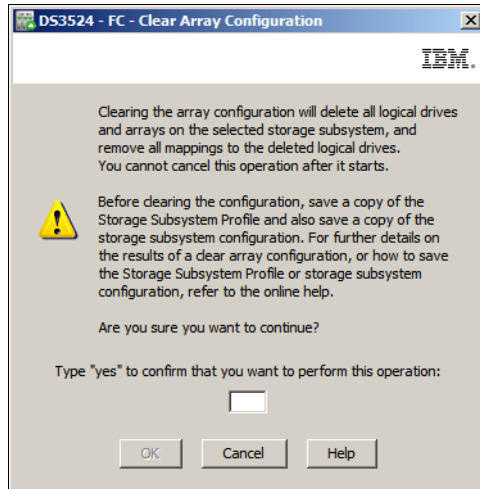 DS3524 - FC - Clear Array Configuration
IBM.
Clearing the array configuration will delete all logical drives
and arrays on the selected storage subsystem, and
remove all mappings to the deleted logical drives.
You cannot cancel this operation after it starts.
Before clearing the configuration, save a copy of the
Storage Subsystem Profile and also save a copy of the
storage subsystem configuration. For further details on
the results of a clear array configuration, or how to save
the Storage Subsystem Profile or storage subsystem
configuration, refer to the online help.
Are you sure you want to continue?
Type "yes" to confirm that you want to perform this operation:
OK Cancel Help